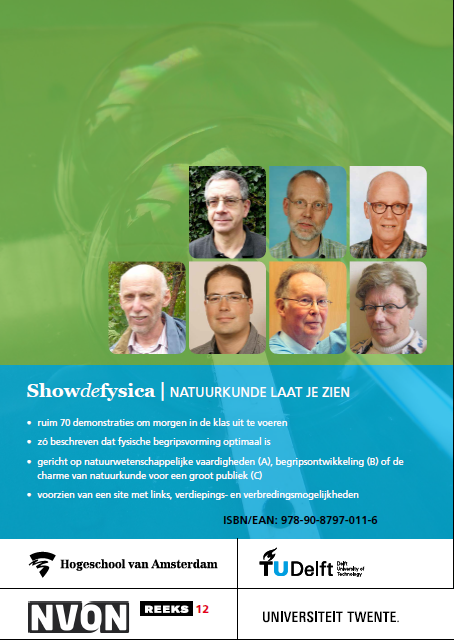 Showdefysica | NATUURKUNDE LAAT JE ZIEN
• ruim 70 demonstraties om morgen in de klas uit te voeren
• zó beschreven dat fysische begripsvorming optimaal is
• gericht op natuurwetenschappelijke vaardigheden (A), begripsontwikkeling (B) of de
charme van natuurkunde voor een groot publiek (C)
• voorzien van een site met links, verdiepings- en verbredingsmogelijkheden
ISBN/EAN: 978-90-8797-011-6
Hogeschool van Amsterdam
TU Delft
Delft
University of
Technology
NVON
REEKS 12
UNIVERSITEIT TWENTE.